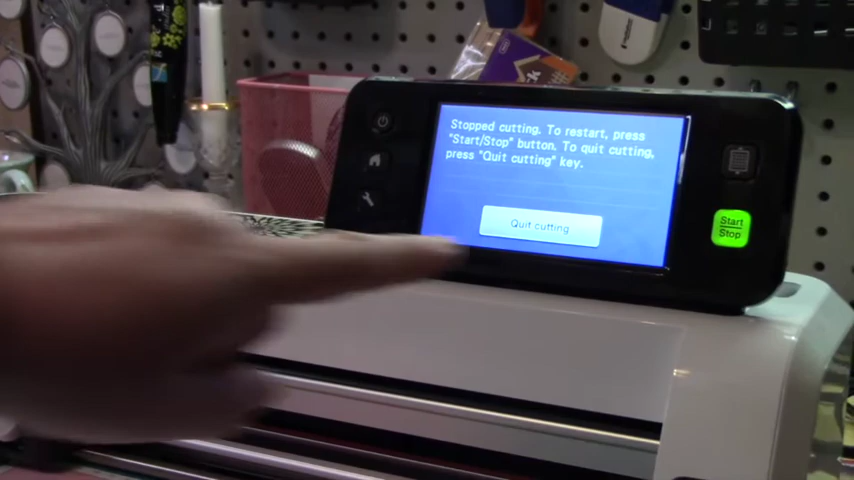 Stopped cutting. To restart, press
"Start/Stop" button. To quit cutting,
press "Quit cutting" key.
Quit cutting
Start
Stop